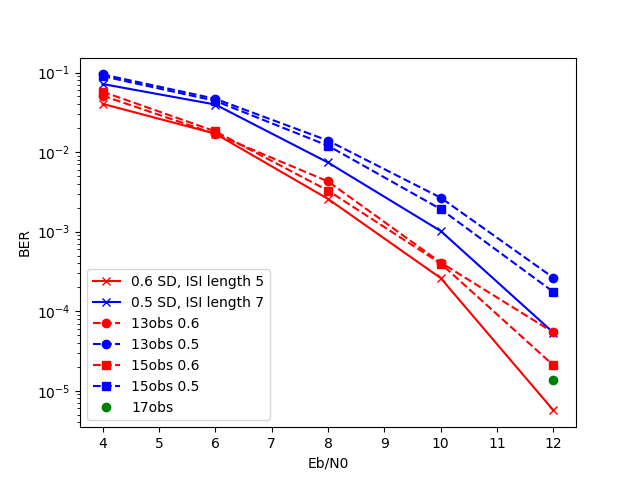 10⁻¹
10⁻²
10⁻³
10⁻⁴
10⁻⁵
BER
0.6 SD, ISI length 5
0.5 SD, ISI length 7
13obs 0.6
13obs 0.5
15obs 0.6
15obs 0.5
17obs
4 5 6 7 8 9 10 11 12
Eb/N0